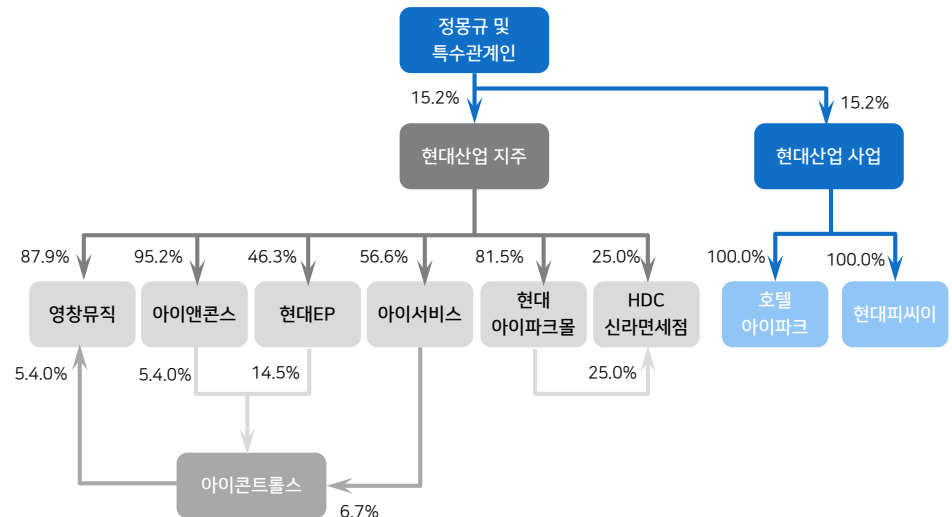 정몽규 및
특수관계인
15.2%
15.2%
현대산업 지주
현대산업 사업
87.9%
95.2%
46.3%
56.6%
81.5%
25.0%
100.0%
100.0%
영창뮤직
아이앤콘스
현대EP
아이서비스
현대
아이파크몰
HDC
신라면세점
호텔
아이파크
현대피씨이
5.4.0%
5.4.0%
14.5%
25.0%
아이콘트롤스
6.7%